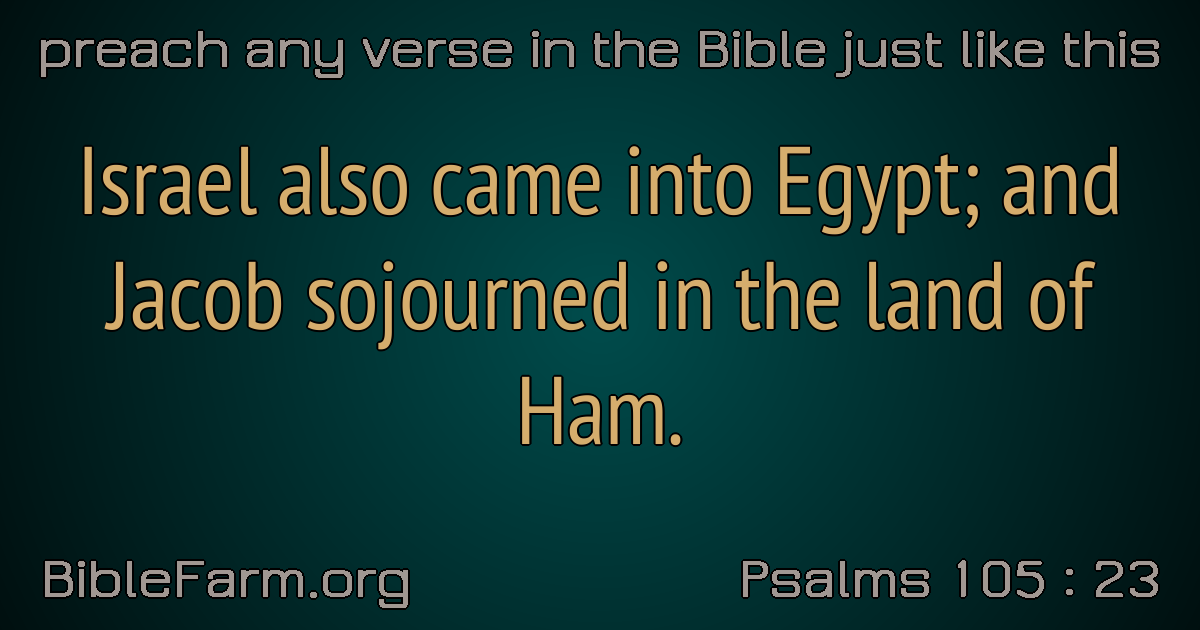 preach any verse in the Bible just like this
Israel also came into Egypt; and
Jacob sojourned in the land of
Ham.
BibleFarm.org
Psalms 105 : 23